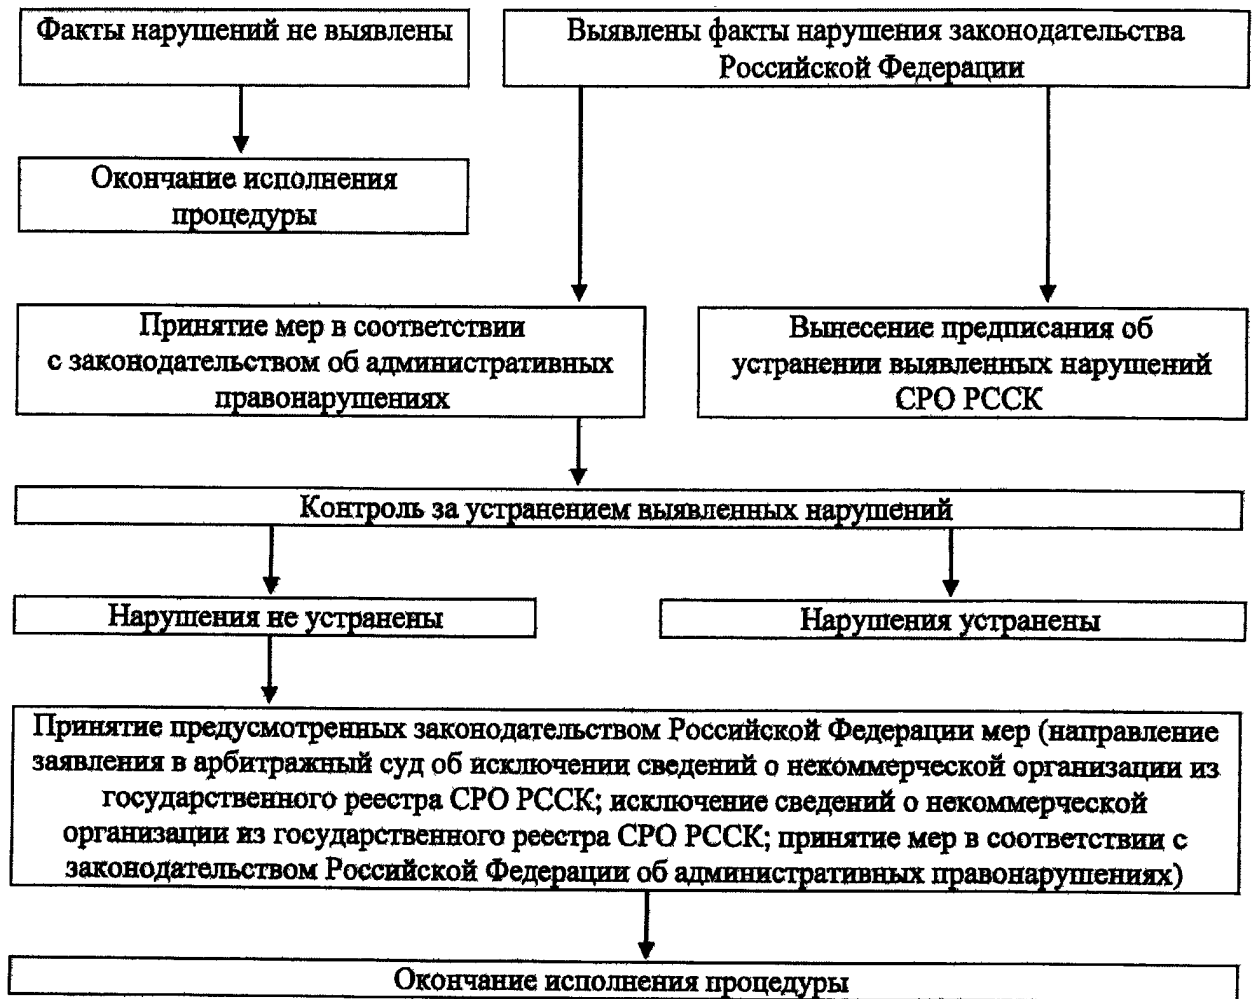 Факты нарушений не выявлены
Выявлены факты нарушения законодательства
Российской Федерации
Окончание исполнения
процедуры
Принятие мер в соответствии
с законодательством об административных
правонарушениях
Вынесение предписания об
устранении выявленных нарушений
СРО РССК
Контроль за устранением выявленных нарушений
Нарушения не устранены
Нарушения устранены
Принятие предусмотренных законодательством Российской Федерации мер (направление
заявления в арбитражный суд об исключении сведений о некоммерческой организации из
государственного реестра СРО РССК; исключение сведений о некоммерческой
организации из государственного реестра СРО РССК; принятие мер в соответствии с
законодательством Российской Федерации об административных правонарушениях)
Окончание исполнения процедуры